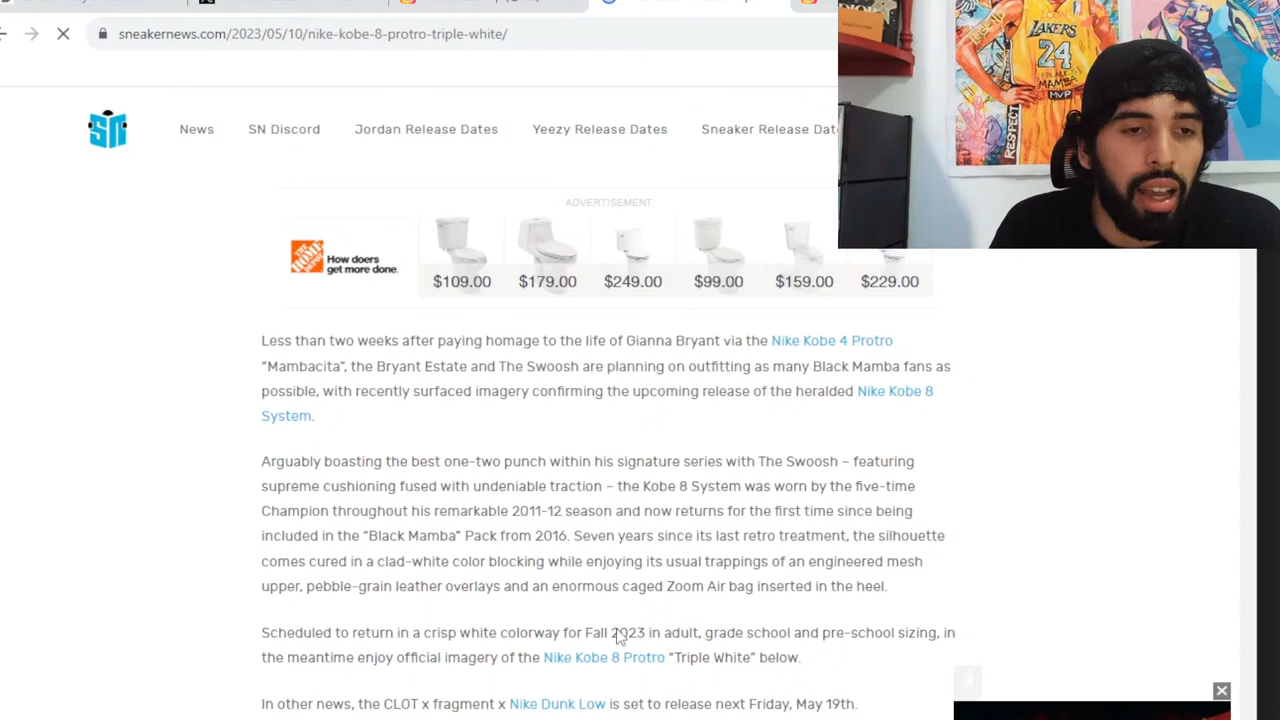 sneakernews.com/2023/05/10/nike-kobe-8-protro-triple-white/
SN
News
SN Discord
Jordan Release Dates
Yeezy Release Dates
Sneaker Release Dat
ADVERTISEMENT
THE HOME DEPOT
How doers
get more done.
$109.00
$179.00
$249.00
$99.00
$159.00
$229.00
Less than two weeks after paying homage to the life of Gianna Bryant via the Nike Kobe 4 Protro
“Mambacita”, the Bryant Estate and The Swoosh are planning on outfitting as many Black Mamba fans as
possible, with recently surfaced imagery confirming the upcoming release of the heralded Nike Kobe 8
System.
Arguably boasting the best one-two punch within his signature series with The Swoosh – featuring
supreme cushioning fused with undeniable traction – the Kobe 8 System was worn by the five-time
Champion throughout his remarkable 2011-12 season and now returns for the first time since being
included in the “Black Mamba” Pack from 2016. Seven years since its last retro treatment, the silhouette
comes cured in a clad-white color blocking while enjoying its usual trappings of an engineered mesh
upper, pebble-grain leather overlays and an enormous caged Zoom Air bag inserted in the heel.
Scheduled to return in a crisp white colorway for Fall 2023 in adult, grade school and pre-school sizing, in
the meantime enjoy official imagery of the Nike Kobe 8 Protro “Triple White” below.
In other news, the CLOT x fragment x Nike Dunk Low is set to release next Friday, May 19th.
ICON
LAKERS
24
BLACK
MAMBA
MVP
RESPECT